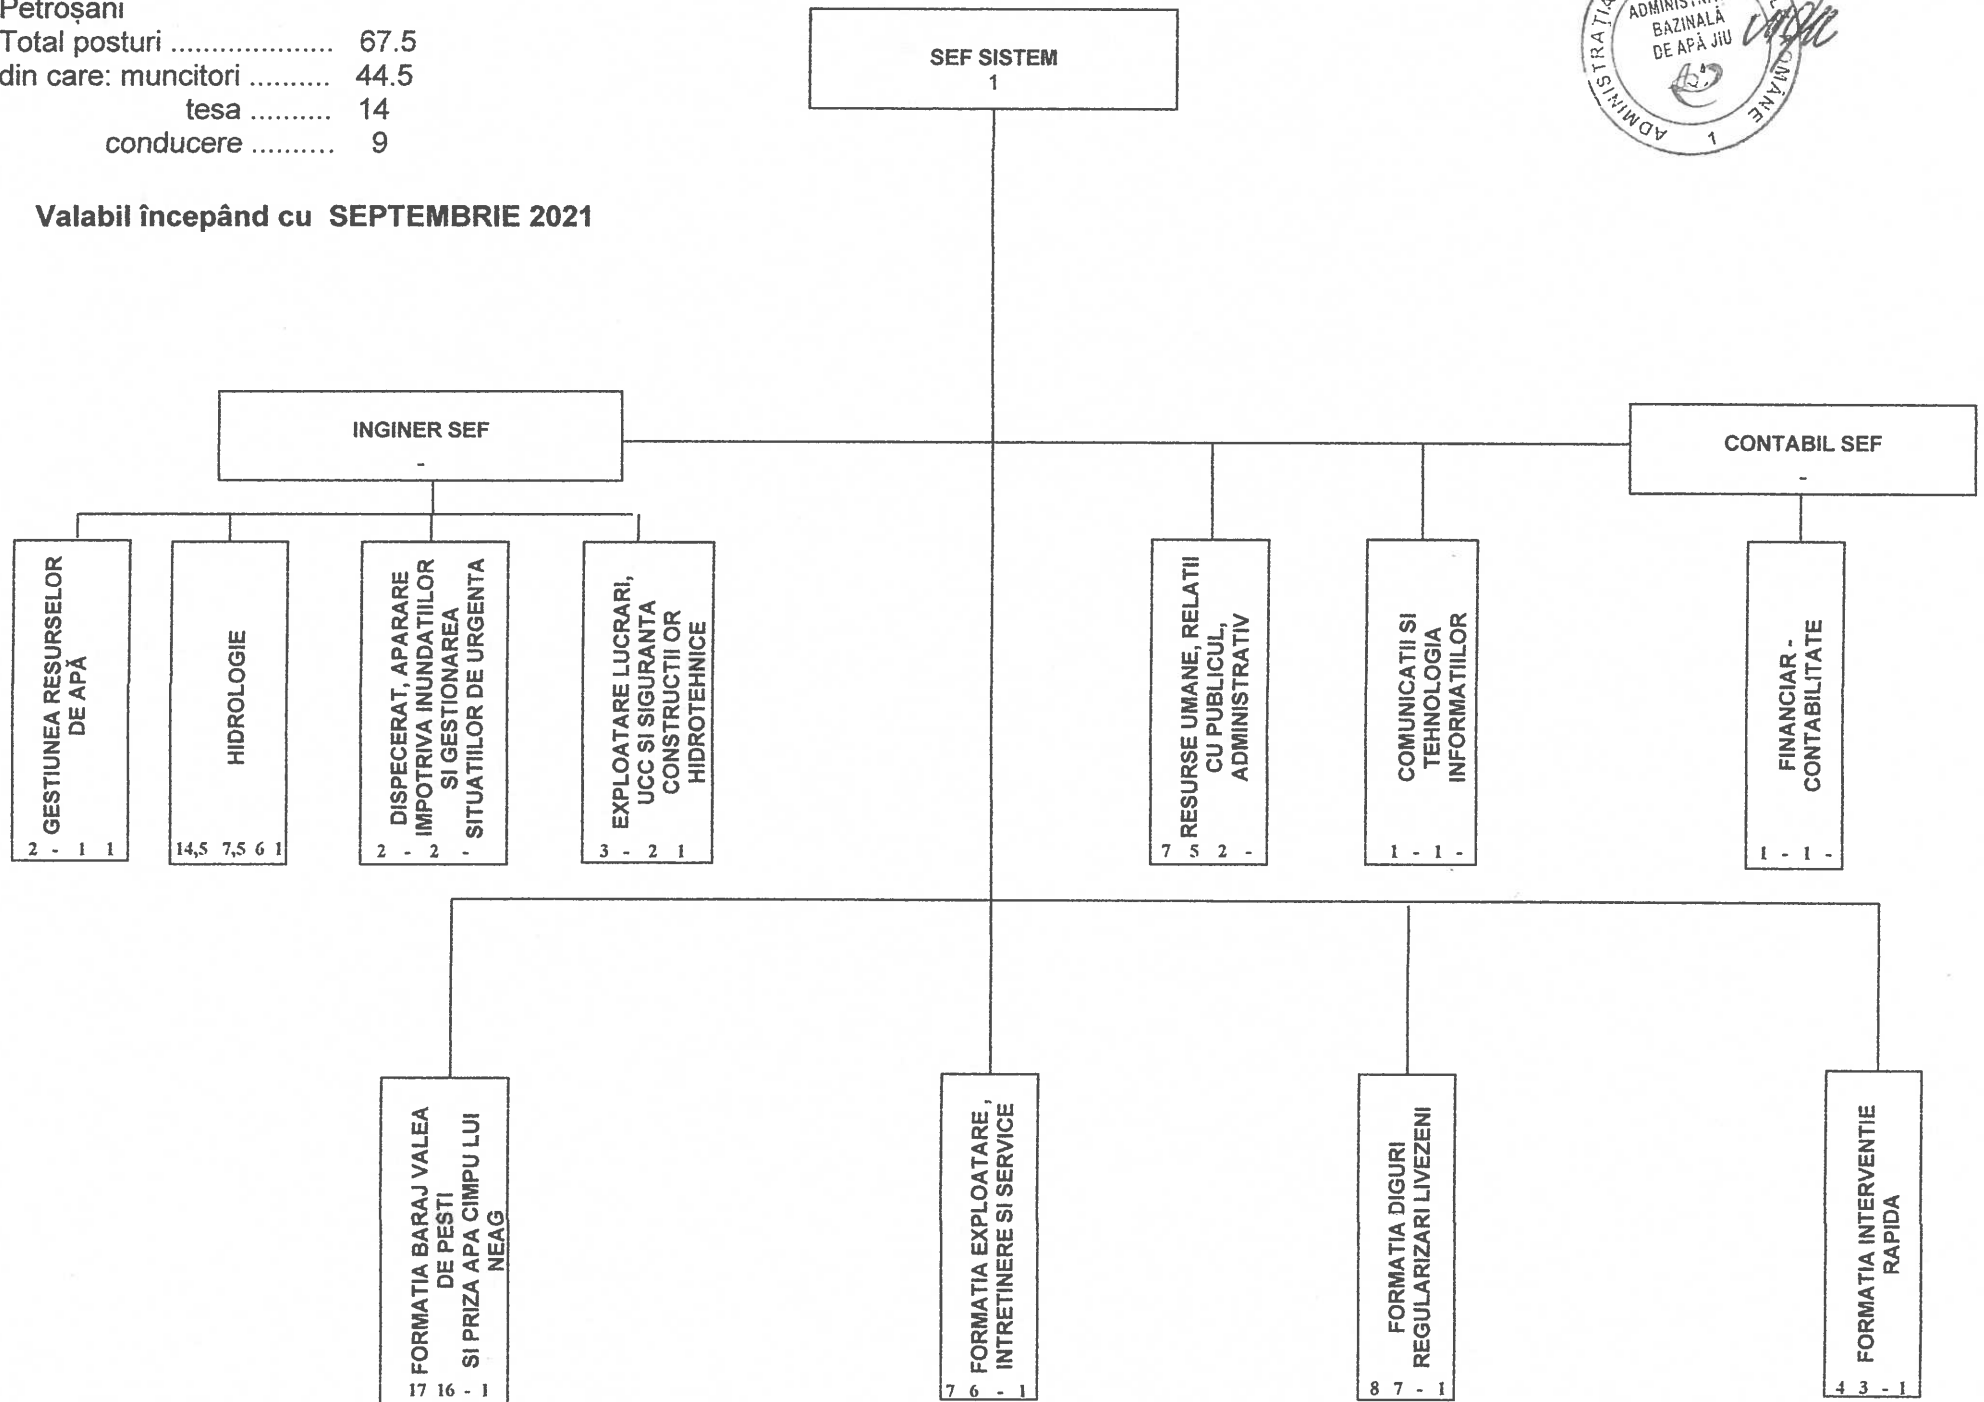 Petroșani
Total posturi .................... 67.5
din care: muncitori .......... 44.5
tesa .......... 14
conducere .......... 9
Valabil începând cu SEPTEMBRIE 2021
ADMINISTRAȚIA
ROMÂNE
BAZINALĂ
DE APĂ JIU
1
SEF SISTEM
1
INGINER SEF
-
CONTABIL SEF
-
GESTIUNEA RESURSELOR
DE APĂ
2 - 1 1
HIDROLOGIE
14,5 7,5 6 1
DISPECERAT, APARARE
IMPOTRIVA INUNDATIILOR
SI GESTIONAREA
SITUATIILOR DE URGENTA
2 - 2 -
EXPLOATARE LUCRARI,
UCC SI SIGURANTA
CONSTRUCTII OR
HIDROTEHNICE
3 - 2 1
RESURSE UMANE, RELATII
CU PUBLICUL,
ADMINISTRATIV
7 5 2 -
COMUNICATII SI
TEHNOLOGIA
INFORMATIILOR
1 - 1 -
FINANCIAR -
CONTABILITATE
1 - 1 -
FORMATIA BARAJ VALEA
DE PESTI
SI PRIZA APA CIMPU LUI
NEAG
17 16 - 1
FORMATIA EXPLOATARE ,
INTRETINERE SI SERVICE
7 6 - 1
FORMATIA DIGURI
REGULARIZARI LIVEZENI
8 7 - 1
FORMATIA INTERVENTIE
RAPIDA
4 3 - 1